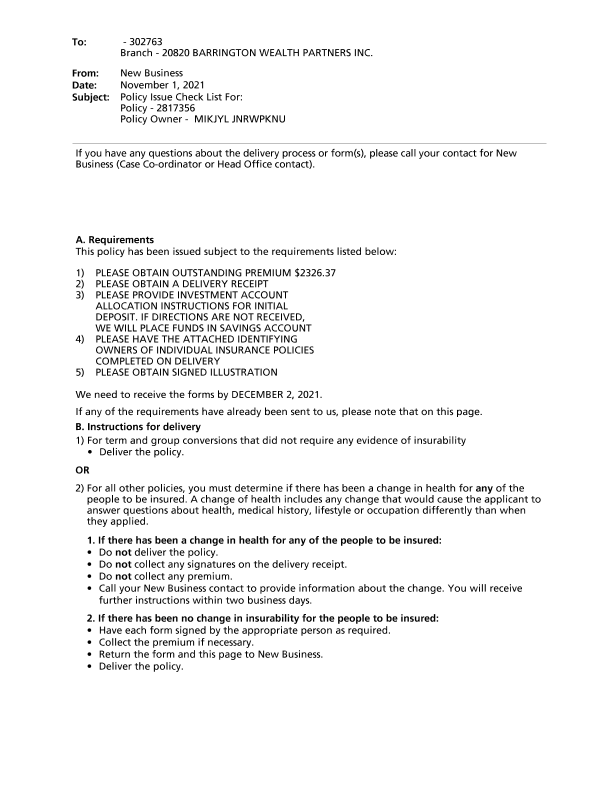 To: - 302763
Branch - 20820 BARRINGTON WEALTH PARTNERS INC.
From: New Business
Date: November 1, 2021
Subject: Policy Issue Check List For:
Policy - 2817356
Policy Owner - MIKJYL JNRWPKNU
If you have any questions about the delivery process or form(s), please call your contact for New
Business (Case Co-ordinator or Head Office contact).
A. Requirements
This policy has been issued subject to the requirements listed below:
1) PLEASE OBTAIN OUTSTANDING PREMIUM $2326.37
2) PLEASE OBTAIN A DELIVERY RECEIPT
3) PLEASE PROVIDE INVESTMENT ACCOUNT
ALLOCATION INSTRUCTIONS FOR INITIAL
DEPOSIT. IF DIRECTIONS ARE NOT RECEIVED,
WE WILL PLACE FUNDS IN SAVINGS ACCOUNT
4) PLEASE HAVE THE ATTACHED IDENTIFYING
OWNERS OF INDIVIDUAL INSURANCE POLICIES
COMPLETED ON DELIVERY
5) PLEASE OBTAIN SIGNED ILLUSTRATION
We need to receive the forms by DECEMBER 2, 2021.
If any of the requirements have already been sent to us, please note that on this page.
B. Instructions for delivery
1) For term and group conversions that did not require any evidence of insurability
• Deliver the policy.
OR
2) For all other policies, you must determine if there has been a change in health for any of the
people to be insured. A change of health includes any change that would cause the applicant to
answer questions about health, medical history, lifestyle or occupation differently than when
they applied.
1. If there has been a change in health for any of the people to be insured:
• Do not deliver the policy.
• Do not collect any signatures on the delivery receipt.
• Do not collect any premium.
• Call your New Business contact to provide information about the change. You will receive
further instructions within two business days.
2. If there has been no change in insurability for the people to be insured:
• Have each form signed by the appropriate person as required.
• Collect the premium if necessary.
• Return the form and this page to New Business.
• Deliver the policy.